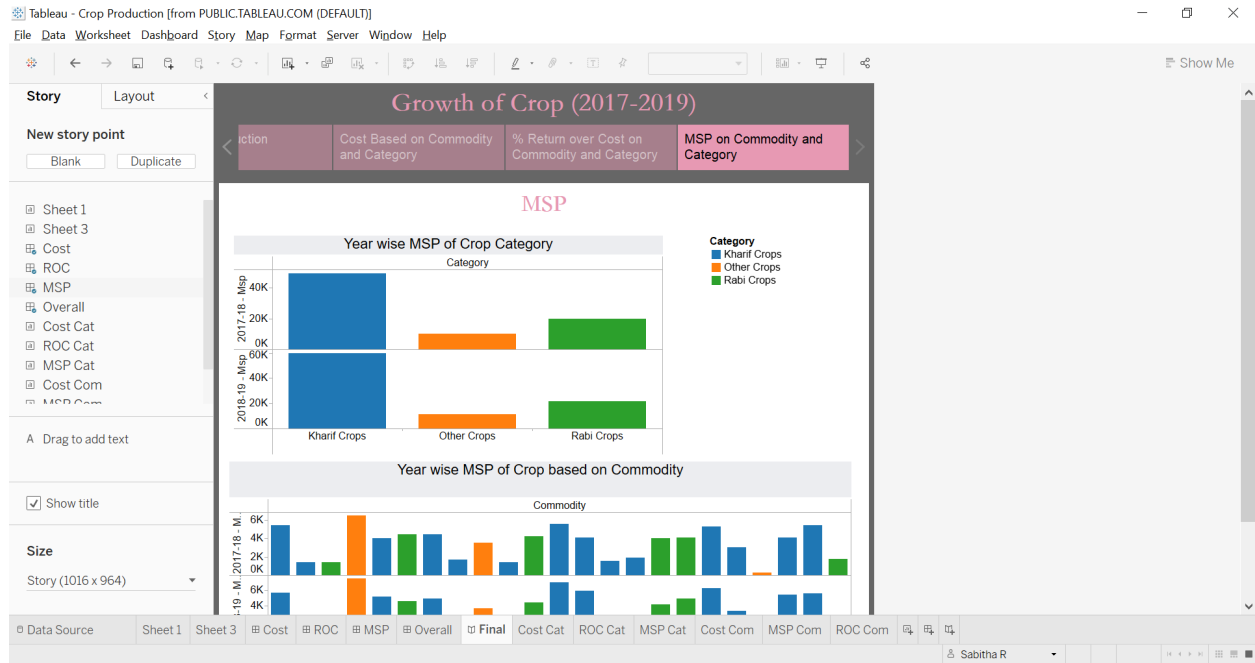 Tableau - Crop Production [from PUBLIC.TABLEAU.COM (DEFAULT)]
File Data Worksheet Dashboard Story Map Format Server Window Help
Show Me
Story Layout
New story point
Blank Duplicate
Sheet 1
Sheet 3
Cost
ROC
MSP
Overall
Cost Cat
ROC Cat
MSP Cat
Cost Com
MSP Com
A Drag to add text
Show title
Size
Story (1016 x 964)
Growth of Crop (2017-2019)
uction
Cost Based on Commodity
and Category
% Return over Cost on
Commodity and Category
MSP on Commodity and
Category
MSP
Year wise MSP of Crop Category
Category
2017-18 - Msp
40K
20K
0K
2018-19 - Msp
60K
40K
20K
0K
Kharif Crops Other Crops Rabi Crops
Category
Kharif Crops
Other Crops
Rabi Crops
Year wise MSP of Crop based on Commodity
Commodity
2017-18 - M..
6K
4K
2K
0K
-19 - M..
6K
4K
Data Source Sheet 1 Sheet 3 Cost ROC MSP Overall Final Cost Cat ROC Cat MSP Cat Cost Com MSP Com ROC Com
Sabitha R